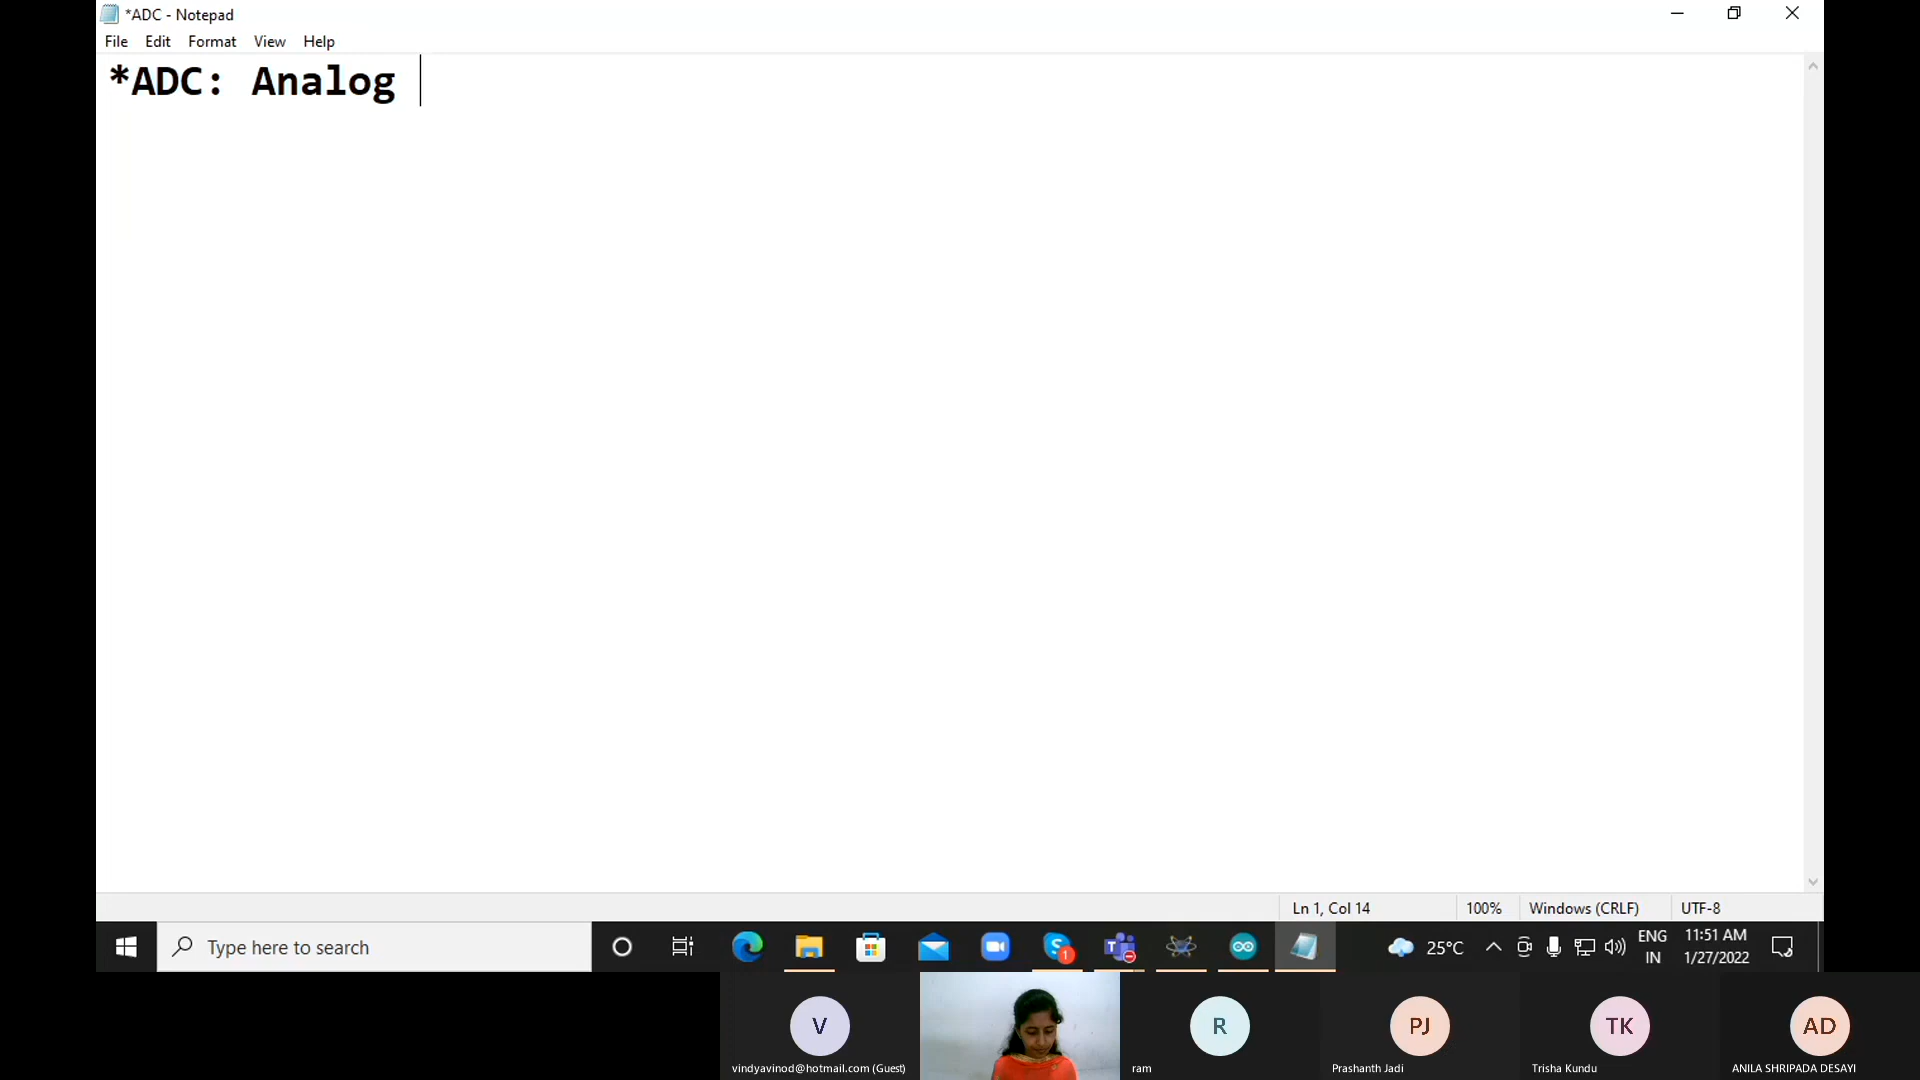 *ADC - Notepad
File Edit Format View Help
*ADC: Analog
Ln 1, Col 14 100% Windows (CRLF) UTF-8
Type here to search
1
T
25°C
ENG
IN
11:51 AM
1/27/2022
V
R
PJ
TK
AD
vindyavinod@hotmail.com (Guest)
ram
Prashanth Jadi
Trisha Kundu
ANILA SHRIPADA DESAYI